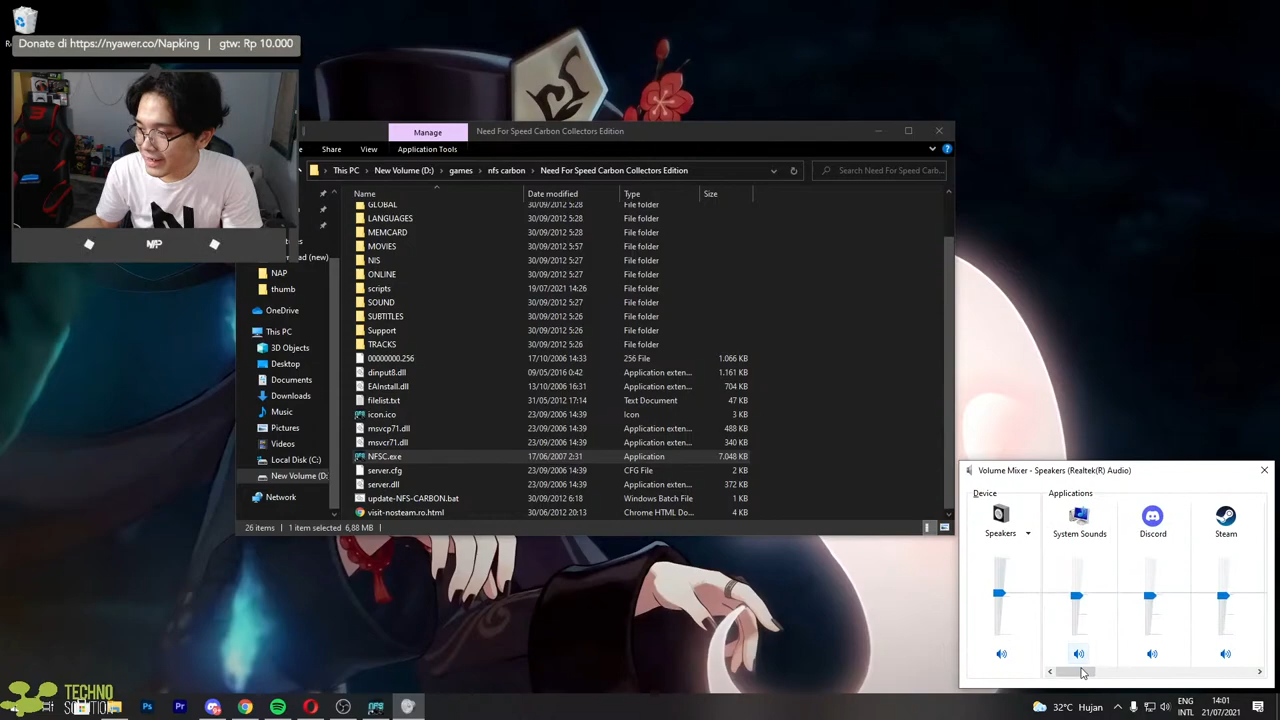 Donate di https://nyawer.co/Napking | gtw: Rp 10.000
Manage
Need For Speed Carbon Collectors Edition
Share
View
Application Tools
This PC
New Volume (D:)
games
nfs carbon
Need For Speed Carbon Collectors Edition
Search Need For Speed Carb...
Name
Date modified
Type
Size
GLOBAL 30/09/2012 5:28 File folder
LANGUAGES 30/09/2012 5:28 File folder
MEMCARD 30/09/2012 5:28 File folder
MOVIES 30/09/2012 5:57 File folder
NIS 30/09/2012 5:28 File folder
ONLINE 30/09/2012 5:28 File folder
scripts 19/07/2021 14:26 File folder
SOUND 30/09/2012 5:27 File folder
SUBTITLES 30/09/2012 5:26 File folder
Support 30/09/2012 5:26 File folder
TRACKS 30/09/2012 5:26 File folder
00000000.256 17/10/2006 14:33 256 File 1.066 KB
dinput8.dll 09/05/2016 0:42 Application exten... 1.161 KB
EAInstall.dll 13/10/2006 16:31 Application exten... 704 KB
filelist.txt 31/05/2012 17:14 Text Document 47 KB
icon.ico 23/09/2006 14:39 Icon 3 KB
msvcp71.dll 23/09/2006 14:39 Application exten... 488 KB
msvcr71.dll 23/09/2006 14:39 Application exten... 340 KB
NFSC.exe 17/06/2007 2:31 Application 7.048 KB
server.cfg 23/09/2006 14:39 CFG File 2 KB
server.dll 23/09/2006 14:39 Application exten... 372 KB
update-NFS-CARBON.bat 30/09/2012 6:18 Windows Batch File 1 KB
visit-nosteam.ro.html 30/06/2012 20:13 Chrome HTML Do... 4 KB
(new)
NAP
thumb
OneDrive
This PC
3D Objects
Desktop
Documents
Downloads
Music
Pictures
Videos
Local Disk (C:)
New Volume (D:
Network
26 items
1 item selected 6,88 MB
Volume Mixer - Speakers (Realtek(R) Audio)
Device
Applications
Speakers
System Sounds
Discord
Steam
TECHNO
SOLUTION
Ps
Pr
32°C Hujan
ENG
INTL
14:01
21/07/2021